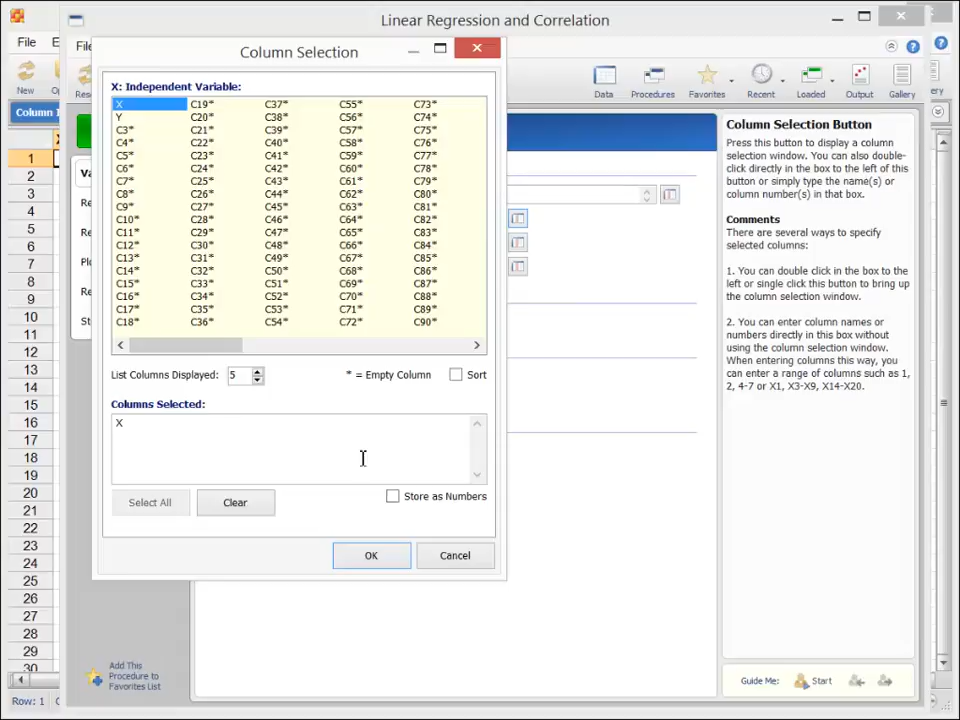 Linear Regression and Correlation
File
Column Selection
New
Data
Procedures
Favorites
Loaded
Output
Gallery
X: Independent Variable:
X C19* C37* C55* C73*
Y C20* C38* C56* C74*
C3* C21* C39* C57* C75*
C4* C22* C40* C58* C76*
C5* C23* C41* C59* C77*
C6* C24* C42* C60* C78*
C7* C25* C43* C61* C79*
C8* C26* C44* C62* C80*
C9* C27* C45* C63* C81*
C10* C28* C46* C64* C82*
C11* C29* C47* C65* C83*
C12* C30* C48* C66* C84*
C13* C31* C49* C67* C85*
C14* C32* C50* C68* C86*
C15* C33* C51* C69* C87*
C16* C34* C52* C70* C88*
C17* C35* C53* C71* C89*
C18* C36* C54* C72* C90*
List Columns Displayed: 5
* = Empty Column
Sort
Columns Selected:
X
Select All
Clear
Store as Numbers
OK
Cancel
Column Selection Button
Press this button to display a column
selection window. You can also double-
click directly in the box to the left of this
button or simply type the name(s) or
column number(s) in that box.
Comments
There are several ways to specify
selected columns:
1. You can double click in the box to the
left or single click this button to bring up
the column selection window.
2. You can enter column names or
numbers directly in this box without
using the column selection window.
When entering columns this way, you
can enter a range of columns such as 1,
2, 4-7 or X1, X3-X9, X14-X20.
1
2
3
4
5
6
7
8
9
10
11
12
13
14
15
16
17
18
19
20
21
22
23
24
25
26
27
28
29
30
Add This
Procedure to
Favorites List
Guide Me:
Start
Row: 1